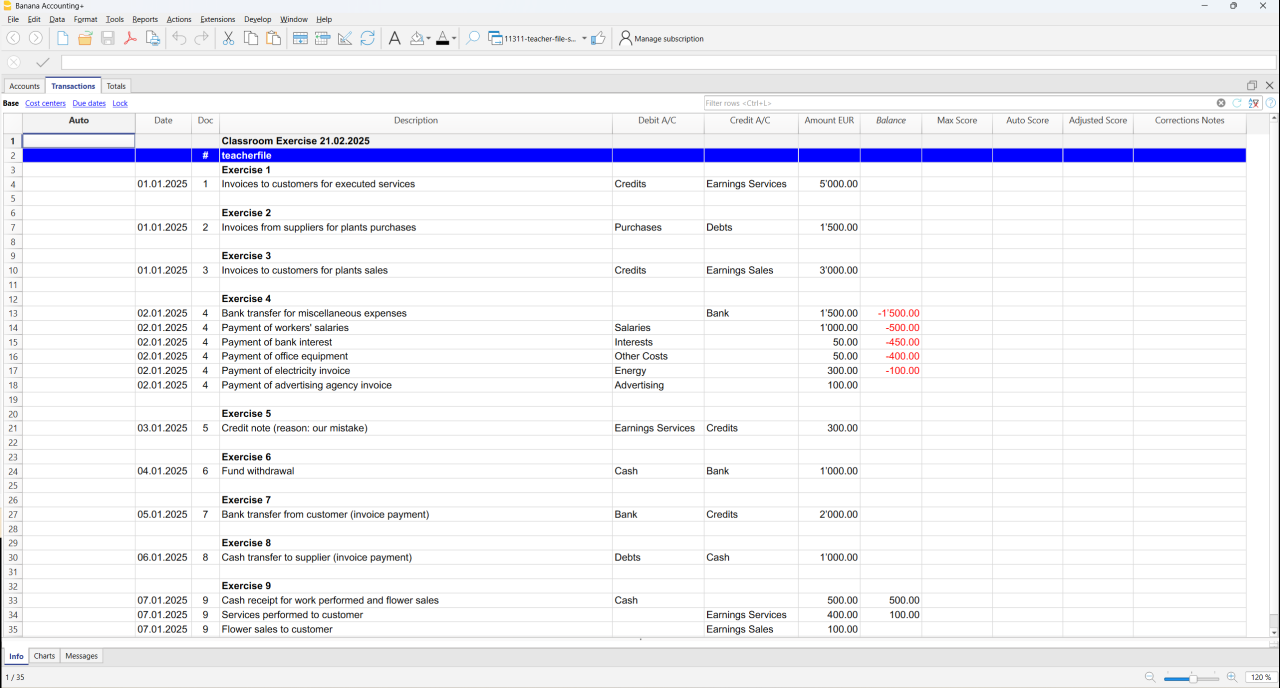 Banana Accounting+
File Edit Data Format Tools Reports Actions Extensions Develop Window Help
11311-teacher-file-s... Manage subscription
Accounts Transactions Totals
Base Cost centers Due dates Lock Filter rows <Ctrl+L>
Auto Date Doc Description Debit A/C Credit A/C Amount EUR Balance Max Score Auto Score Adjusted Score Corrections Notes
1 Classroom Exercise 21.02.2025
2 # teacherfile
3 Exercise 1
4 01.01.2025 1 Invoices to customers for executed services Credits Earnings Services 5'000.00
5
6 Exercise 2
7 01.01.2025 2 Invoices from suppliers for plants purchases Purchases Debts 1'500.00
8
9 Exercise 3
10 01.01.2025 3 Invoices to customers for plants sales Credits Earnings Sales 3'000.00
11
12 Exercise 4
13 02.01.2025 4 Bank transfer for miscellaneous expenses Bank 1'500.00 -1'500.00
14 02.01.2025 4 Payment of workers' salaries Salaries 1'000.00 -500.00
15 02.01.2025 4 Payment of bank interest Interests 50.00 -450.00
16 02.01.2025 4 Payment of office equipment Other Costs 50.00 -400.00
17 02.01.2025 4 Payment of electricity invoice Energy 300.00 -100.00
18 02.01.2025 4 Payment of advertising agency invoice Advertising 100.00
19
20 Exercise 5
21 03.01.2025 5 Credit note (reason: our mistake) Earnings Services Credits 300.00
22
23 Exercise 6
24 04.01.2025 6 Fund withdrawal Cash Bank 1'000.00
25
26 Exercise 7
27 05.01.2025 7 Bank transfer from customer (invoice payment) Bank Credits 2'000.00
28
29 Exercise 8
30 06.01.2025 8 Cash transfer to supplier (invoice payment) Debts Cash 1'000.00
31
32 Exercise 9
33 07.01.2025 9 Cash receipt for work performed and flower sales Cash 500.00 500.00
34 07.01.2025 9 Services performed to customer Earnings Services 400.00 100.00
35 07.01.2025 9 Flower sales to customer Earnings Sales 100.00
Info Charts Messages
1 / 35 120 %